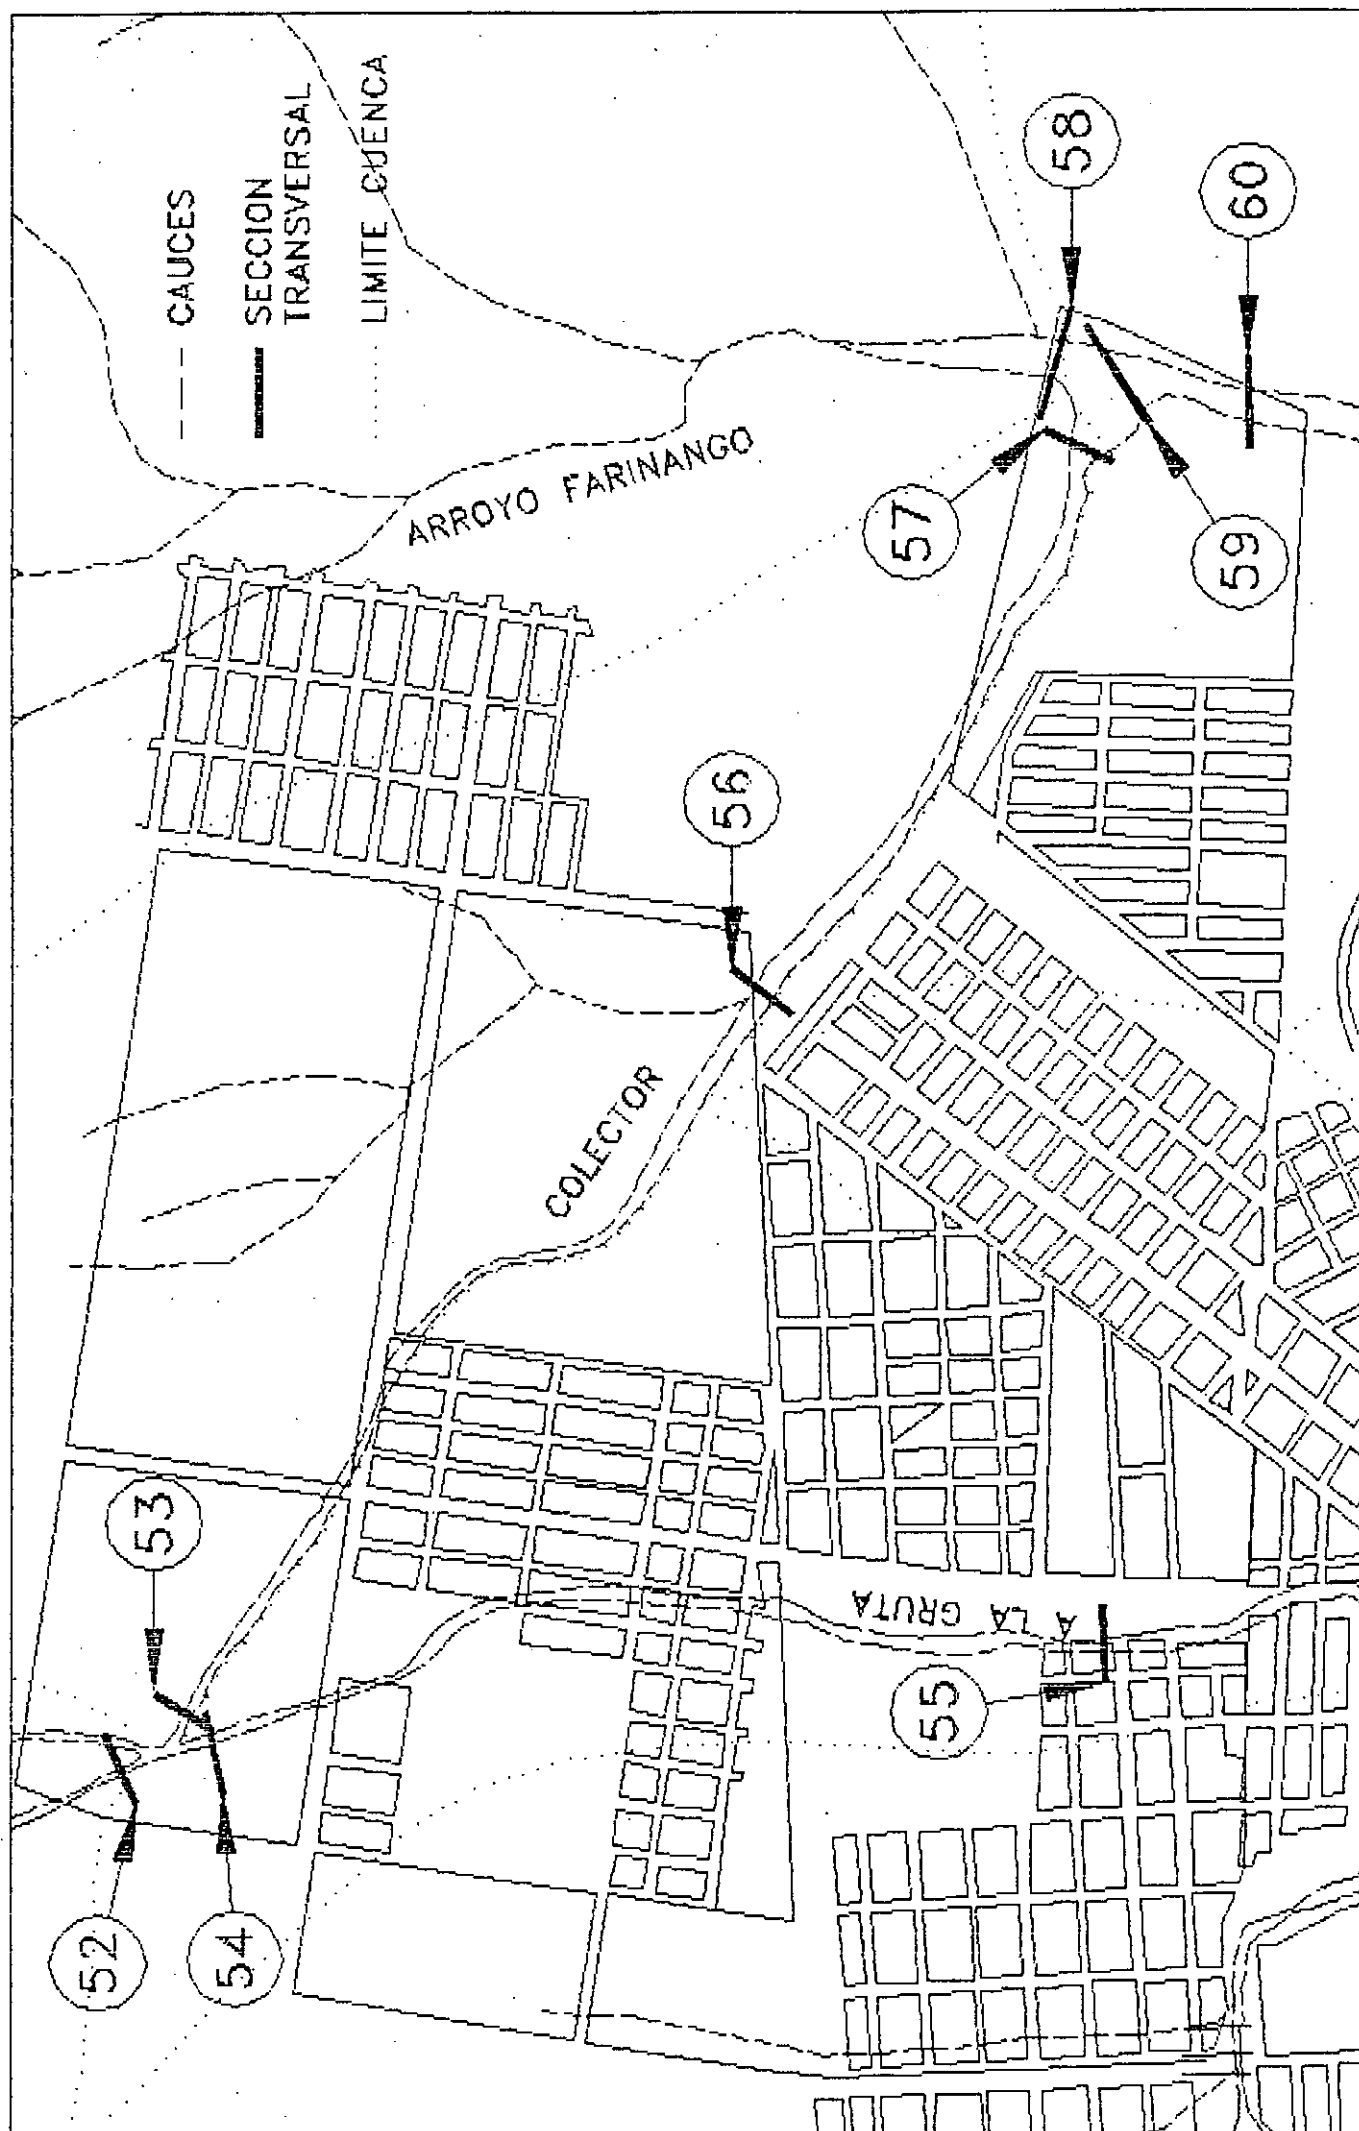 CAUCES
SECCION
TRANSVERSAL
LIMITE CUENCA
ARROYO FARINANGO
COLECTOR
A LA GRUTA
52
53
54
55
56
57
58
59
60